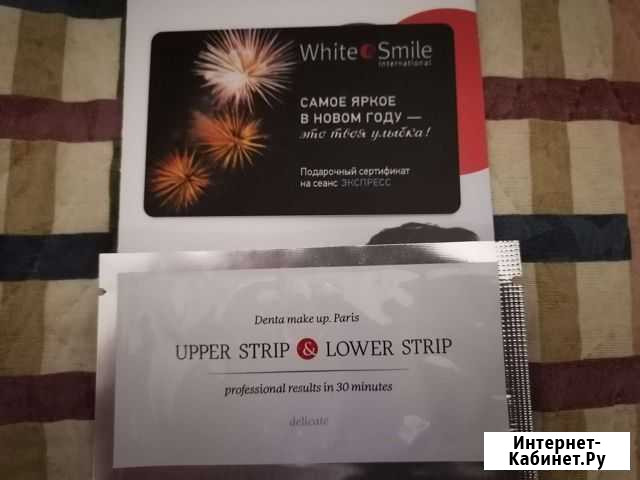 White Smile
international
САМОЕ ЯРКОЕ
В НОВОМ ГОДУ —
это твоя улыбка!
Подарочный сертификат
на сеанс ЭКСПРЕСС
Denta make up. Paris
UPPER STRIP & LOWER STRIP
professional results in 30 minutes
delicate
Интернет-
Кабинет.Ру